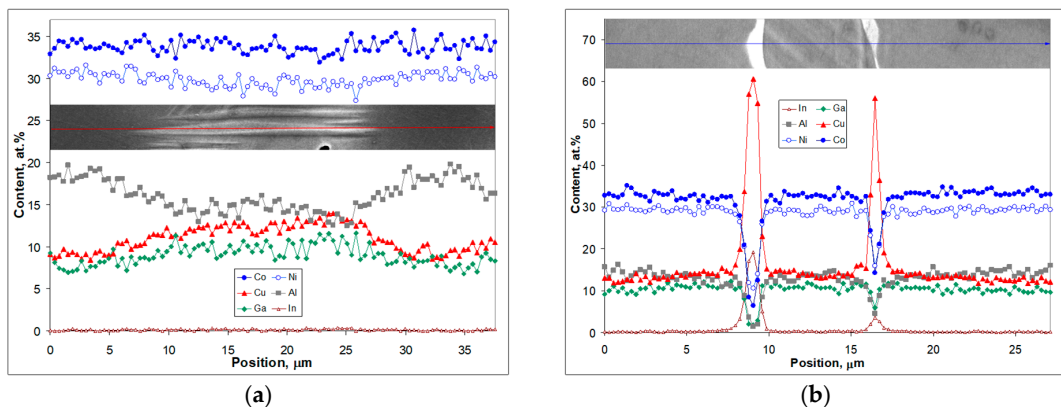 40
35
30
25
20
15
10
5
0
0 5 10 15 20 25 30 35
Content, at.%
Position, μm
Co Ni
Cu Al
Ga In
(a)
70
60
50
40
30
20
10
0
0 5 10 15 20 25
Content, at.%
Position, μm
In Ga
Al Cu
Ni Co
(b)